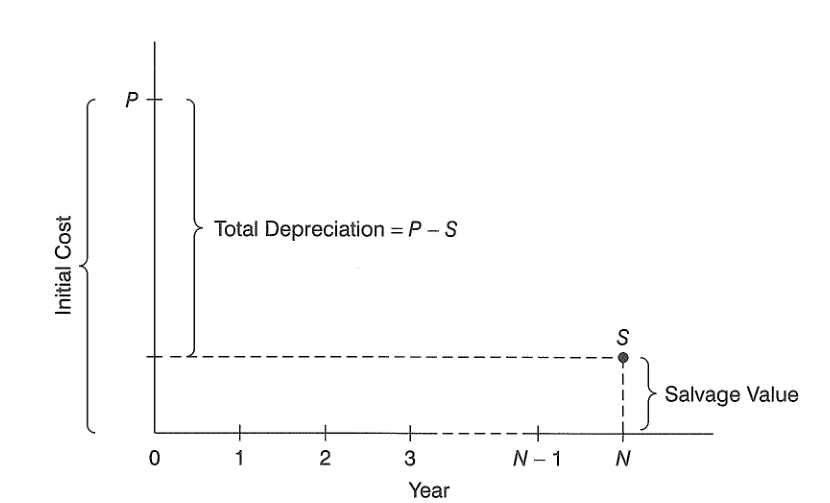 P
Initial Cost
Total Depreciation = P – S
S
Salvage Value
0 1 2 3 N – 1 N
Year